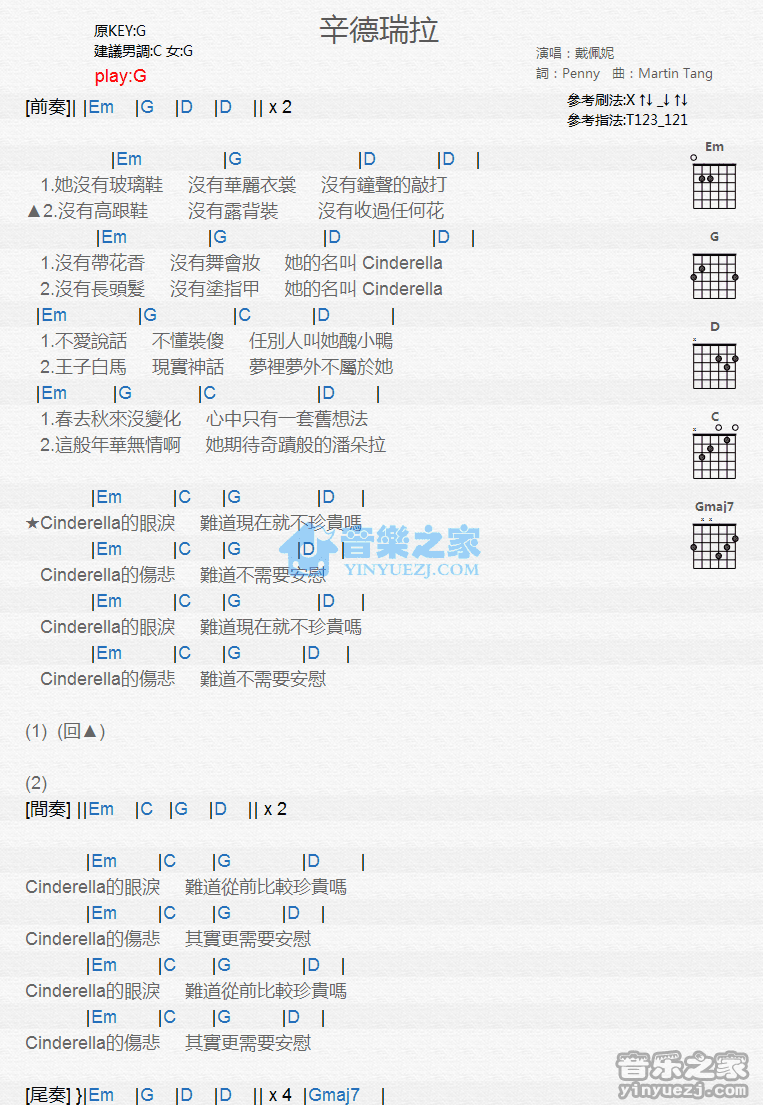 辛德瑞拉
原KEY:G
建議男調:C 女:G
play:G
演唱：戴佩妮
詞：Penny 曲：Martin Tang
參考刷法:X ↑↓ _↓ ↑↓
參考指法:T123_121
[前奏]| |Em |G |D |D || x 2
|Em |G |D |D |
1.她沒有玻璃鞋 沒有華麗衣裳 沒有鐘聲的敲打
▲2.沒有高跟鞋 沒有露背裝 沒有收過任何花
|Em |G |D |D |
1.沒有帶花香 沒有舞會妝 她的名叫 Cinderella
2.沒有長頭髮 沒有塗指甲 她的名叫 Cinderella
|Em |G |C |D |
1.不愛說話 不懂裝傻 任別人叫她醜小鴨
2.王子白馬 現實神話 夢裡夢外不屬於她
|Em |G |C |D |
1.春去秋來沒變化 心中只有一套舊想法
2.這般年華無情啊 她期待奇蹟般的潘朵拉
|Em |C |G |D |
★Cinderella的眼淚 難道現在就不珍貴嗎
|Em |C |G |D |
Cinderella的傷悲 難道不需要安慰
|Em |C |G |D |
Cinderella的眼淚 難道現在就不珍貴嗎
|Em |C |G |D |
Cinderella的傷悲 難道不需要安慰
(1) (回▲)
(2)
[間奏] ||Em |C |G |D || x 2
|Em |C |G |D |
Cinderella的眼淚 難道從前比較珍貴嗎
|Em |C |G |D |
Cinderella的傷悲 其實更需要安慰
|Em |C |G |D |
Cinderella的眼淚 難道從前比較珍貴嗎
|Em |C |G |D |
Cinderella的傷悲 其實更需要安慰
[尾奏] }|Em |G |D |D || x 4 |Gmaj7 |
Em
G
D
x
C
x
Gmaj7
x x
音樂之家
YINYUEZJ.COM
音乐之家
yinyuezj.com